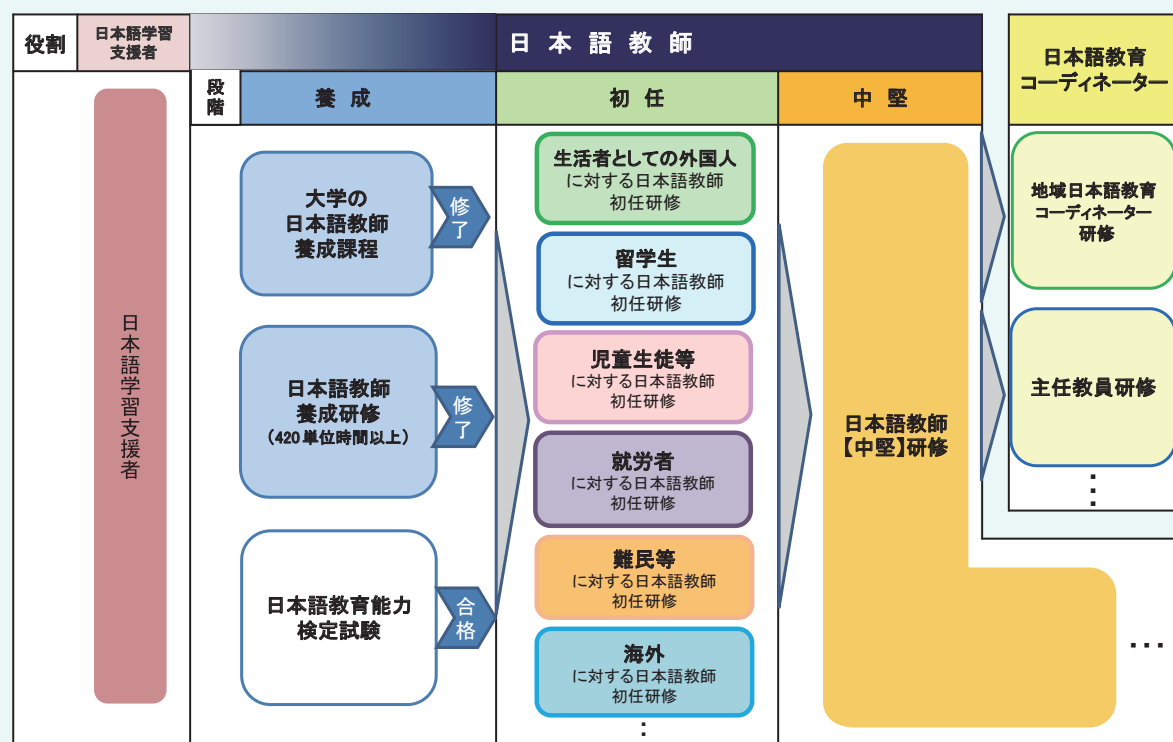 役割
日本語学習
支援者
日本語教師
日本語教育
コーディネーター
段
階
養成
初任
中堅
日本語学習支援者
大学の
日本語教師
養成課程
修
了
日本語教師
養成研修
（420単位時間以上）
修
了
日本語教育能力
検定試験
合
格
生活者としての外国人
に対する日本語教師
初任研修
留学生
に対する日本語教師
初任研修
児童生徒等
に対する日本語教師
初任研修
就労者
に対する日本語教師
初任研修
難民等
に対する日本語教師
初任研修
海外
に対する日本語教師
初任研修
︙
日本語教師
【中堅】研修
地域日本語教育
コーディネーター
研修
主任教員研修
︙
…